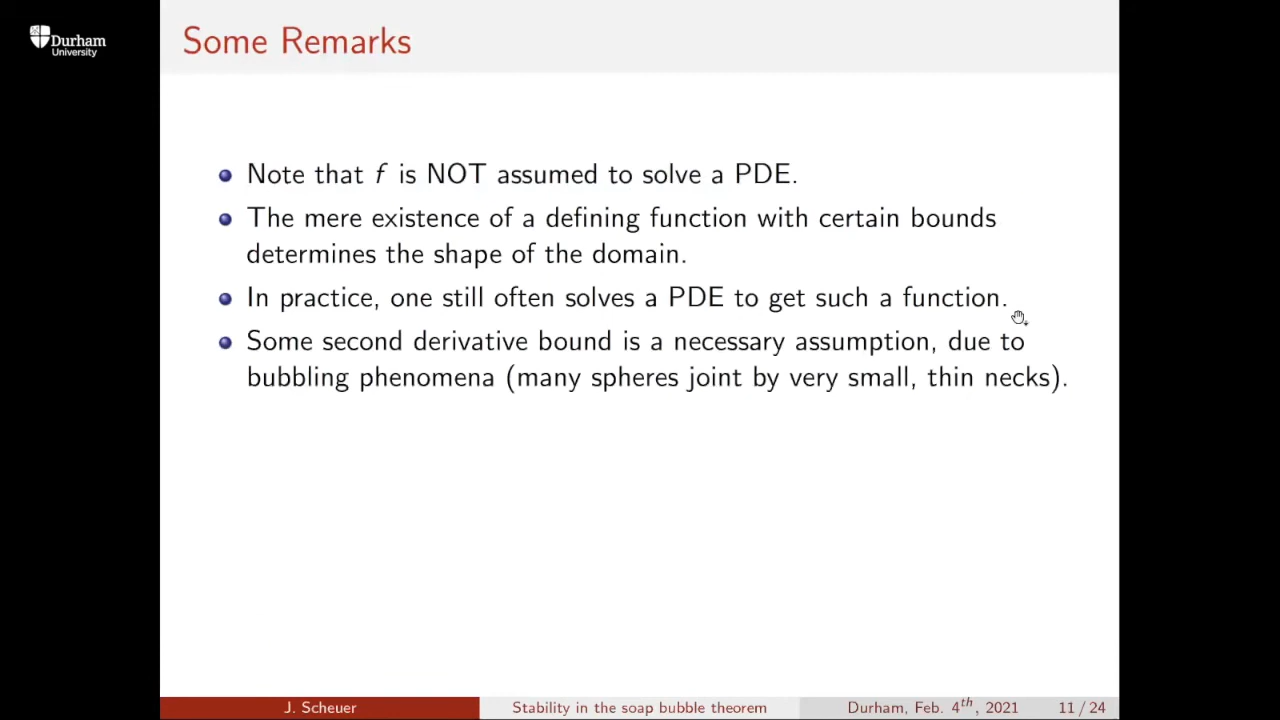 Durham
University
Some Remarks
Note that f is NOT assumed to solve a PDE.
The mere existence of a defining function with certain bounds
determines the shape of the domain.
In practice, one still often solves a PDE to get such a function.
Some second derivative bound is a necessary assumption, due to
bubbling phenomena (many spheres joint by very small, thin necks).
J. Scheuer
Stability in the soap bubble theorem
Durham, Feb. 4th, 2021
11 / 24